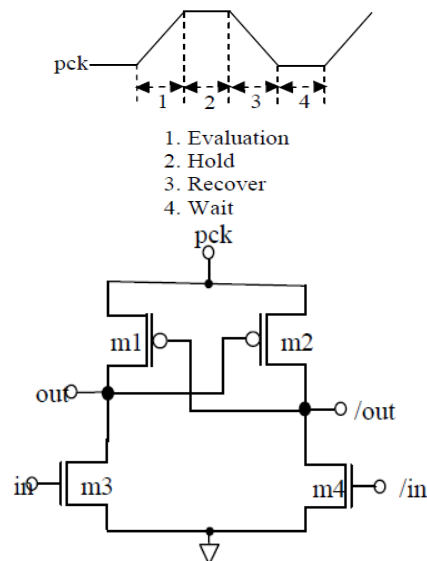 pck
1 2 3 4
1. Evaluation
2. Hold
3. Recover
4. Wait
pck
m1 m2
out /out
in m3 m4 /in